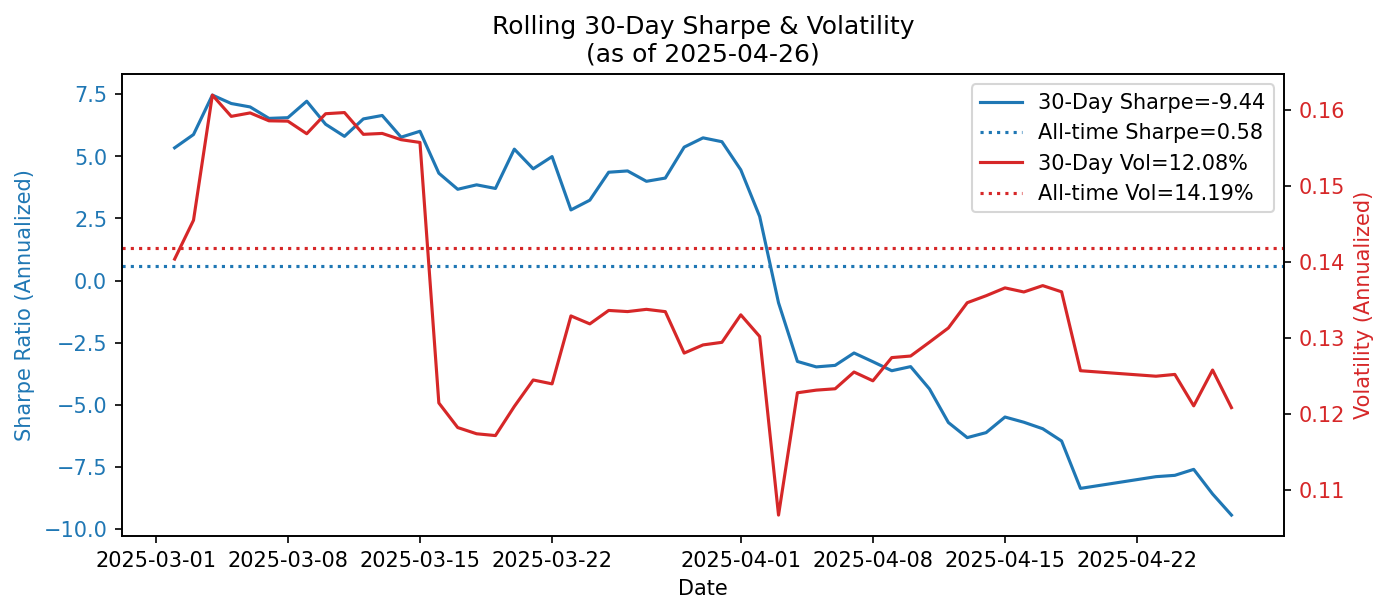 Rolling 30-Day Sharpe & Volatility
(as of 2025-04-26)
30-Day Sharpe=-9.44
All-time Sharpe=0.58
30-Day Vol=12.08%
All-time Vol=14.19%
Sharpe Ratio (Annualized)
7.5
5.0
2.5
0.0
−2.5
−5.0
−7.5
−10.0
0.16
0.15
0.14
0.13
0.12
0.11
Volatility (Annualized)
2025-03-01 2025-03-08 2025-03-15 2025-03-22 2025-04-01 2025-04-08 2025-04-15 2025-04-22
Date